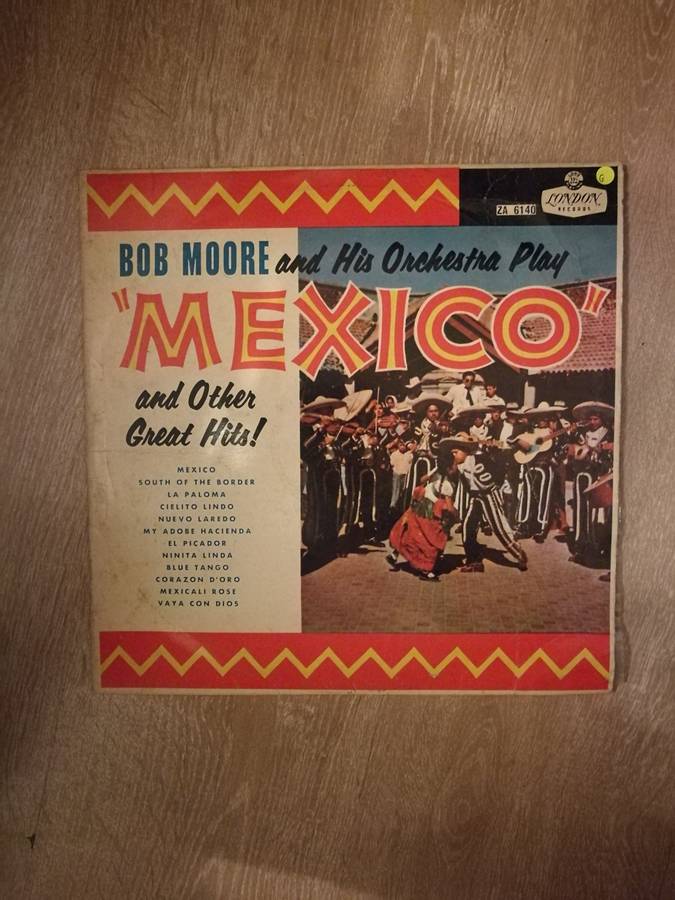 G
LONDON
RECORDS
ZA 6140
BOB MOORE and His Orchestra Play
"MEXICO"
and Other
Great Hits!
MEXICO
SOUTH OF THE BORDER
LA PALOMA
CIELITO LINDO
NUEVO LAREDO
MY ADOBE HACIENDA
EL PICADOR
NINITA LINDA
BLUE TANGO
CORAZON D'ORO
MEXICALI ROSE
VAYA CON DIOS